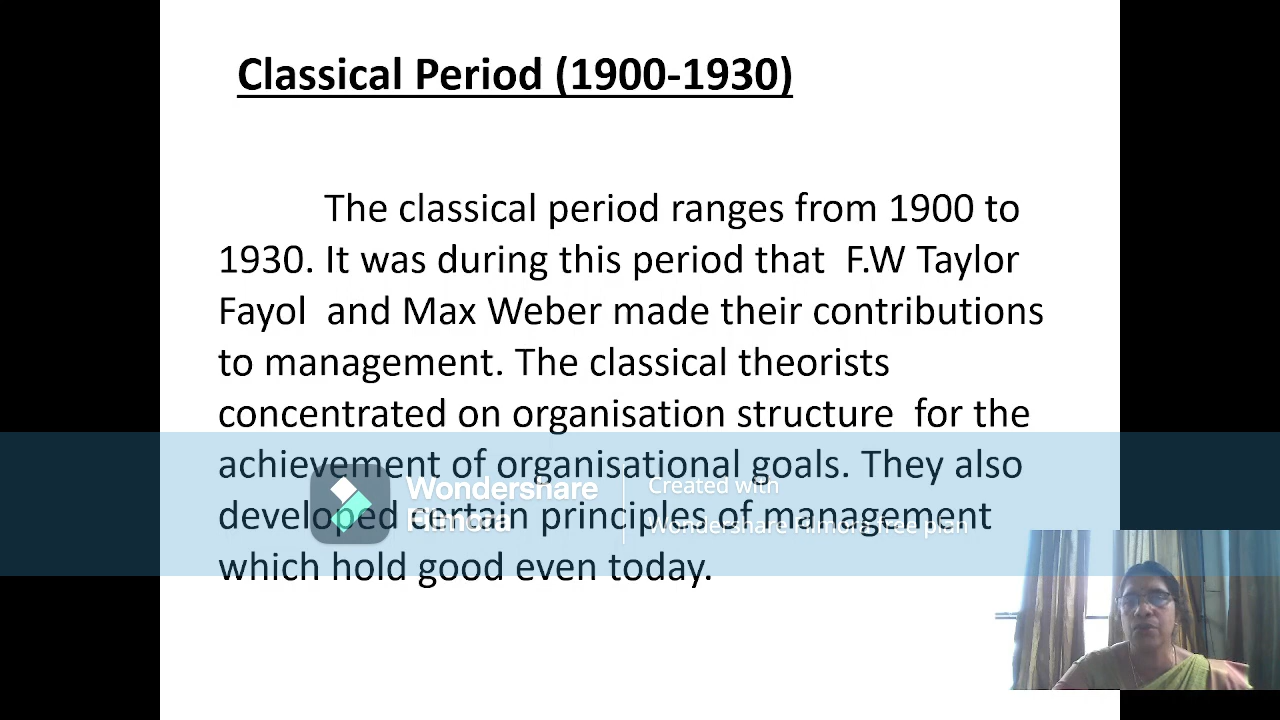 Classical Period (1900-1930)
The classical period ranges from 1900 to
1930. It was during this period that F.W Taylor
Fayol and Max Weber made their contributions
to management. The classical theorists
concentrated on organisation structure for the
achievement of organisational goals. They also
developed certain principles of management
which hold good even today.
Wondershare
Filmora
Created with
Wondershare Filmora free plan